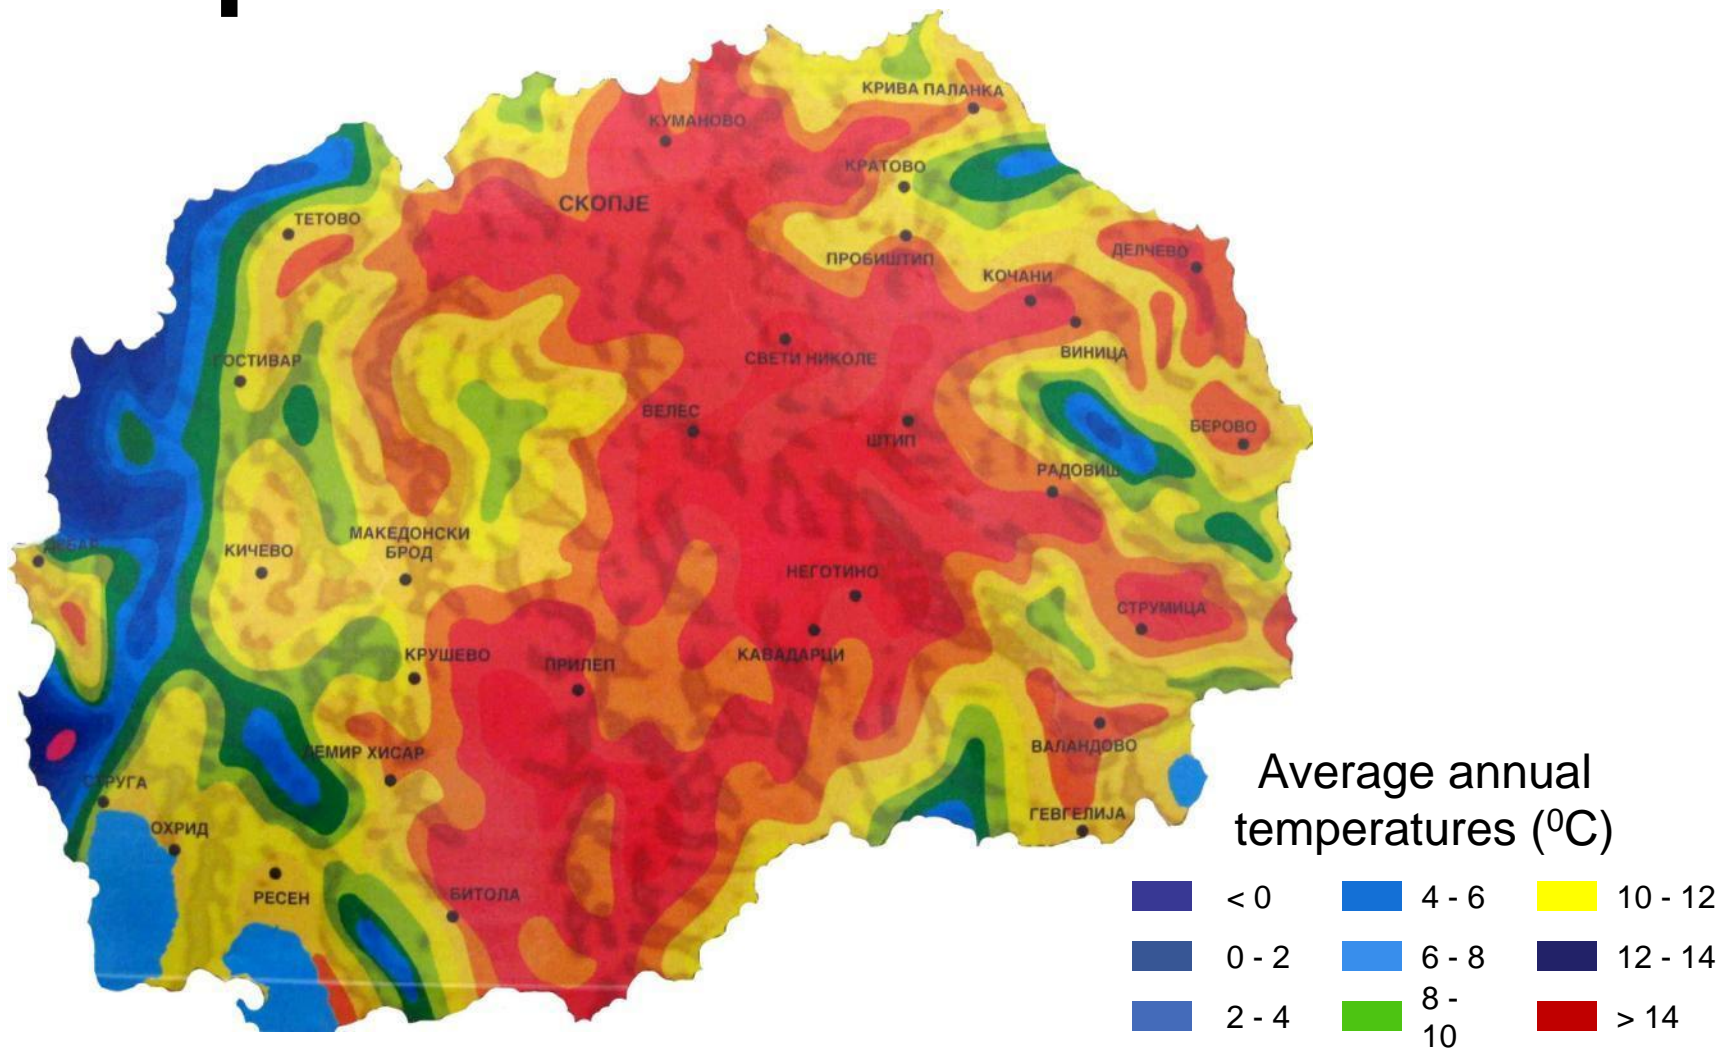 КРИВА ПАЛАНКА
КУМАНОВО
КРАТОВО
СКОПЈЕ
ТЕТОВО
ДЕЛЧЕВО
ПРОБИШТИП
КОЧАНИ
ГОСТИВАР
СВЕТИ НИКОЛЕ
ВИНИЦА
ВЕЛЕС
ШТИП
БЕРОВО
РАДОВИШ
МАКЕДОНСКИ
БРОД
ДЕБАР
КИЧЕВО
НЕГОТИНО
СТРУМИЦА
КРУШЕВО
ПРИЛЕП
КАВАДАРЦИ
ДЕМИР ХИСАР
ВАЛАНДОВО
СТРУГА
ГЕВГЕЛИЈА
ОХРИД
РЕСЕН
БИТОЛА
Average annual
temperatures (⁰C)
< 0
4 - 6
10 - 12
0 - 2
6 - 8
12 - 14
2 - 4
8 -
10
> 14